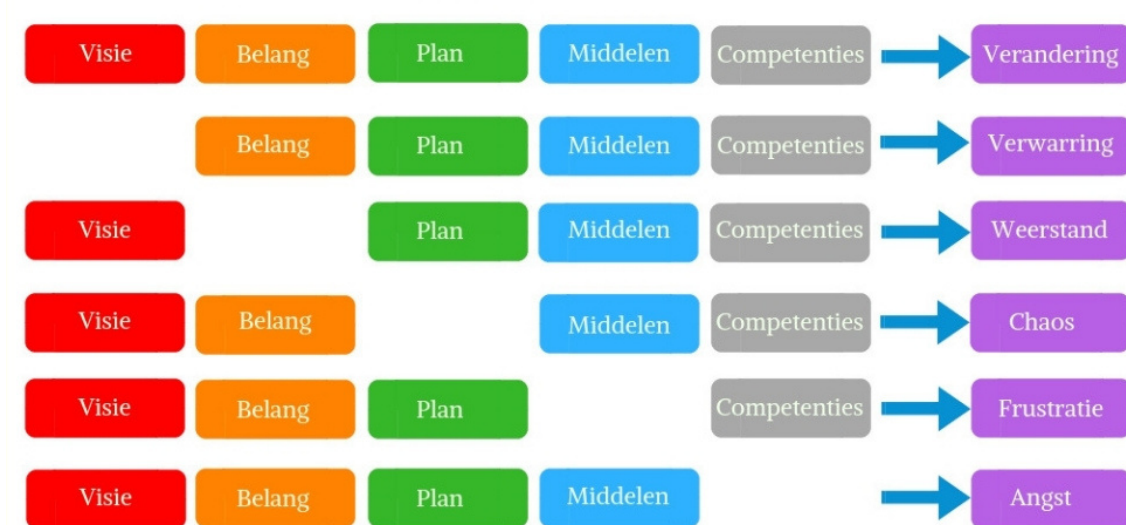 Visie Belang Plan Middelen Competenties Verandering
Belang Plan Middelen Competenties Verwarring
Visie Plan Middelen Competenties Weerstand
Visie Belang Middelen Competenties Chaos
Visie Belang Plan Competenties Frustratie
Visie Belang Plan Middelen Angst